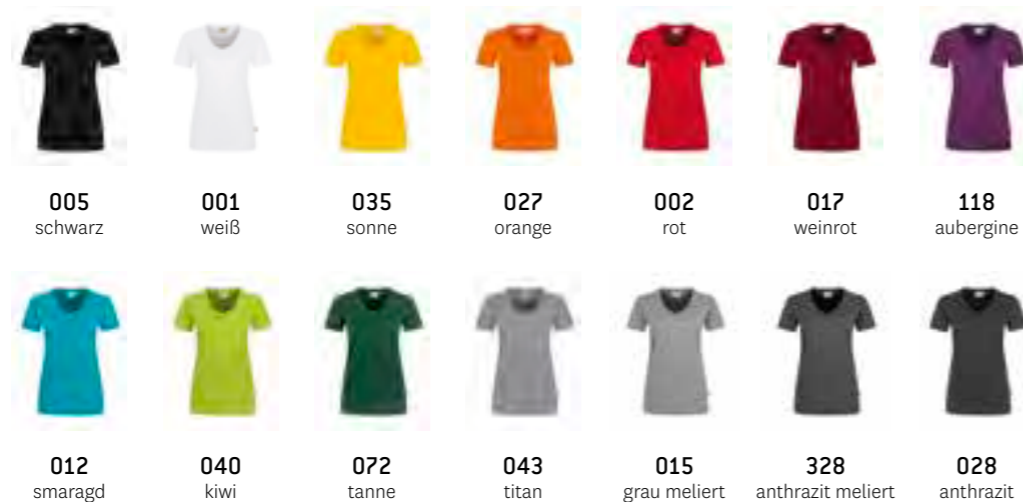 005 001 035 027 002 017 118
schwarz weiß sonne orange rot weinrot aubergine
012 040 072 043 015 328 028
smaragd kiwi tanne titan grau meliert anthrazit meliert anthrazit